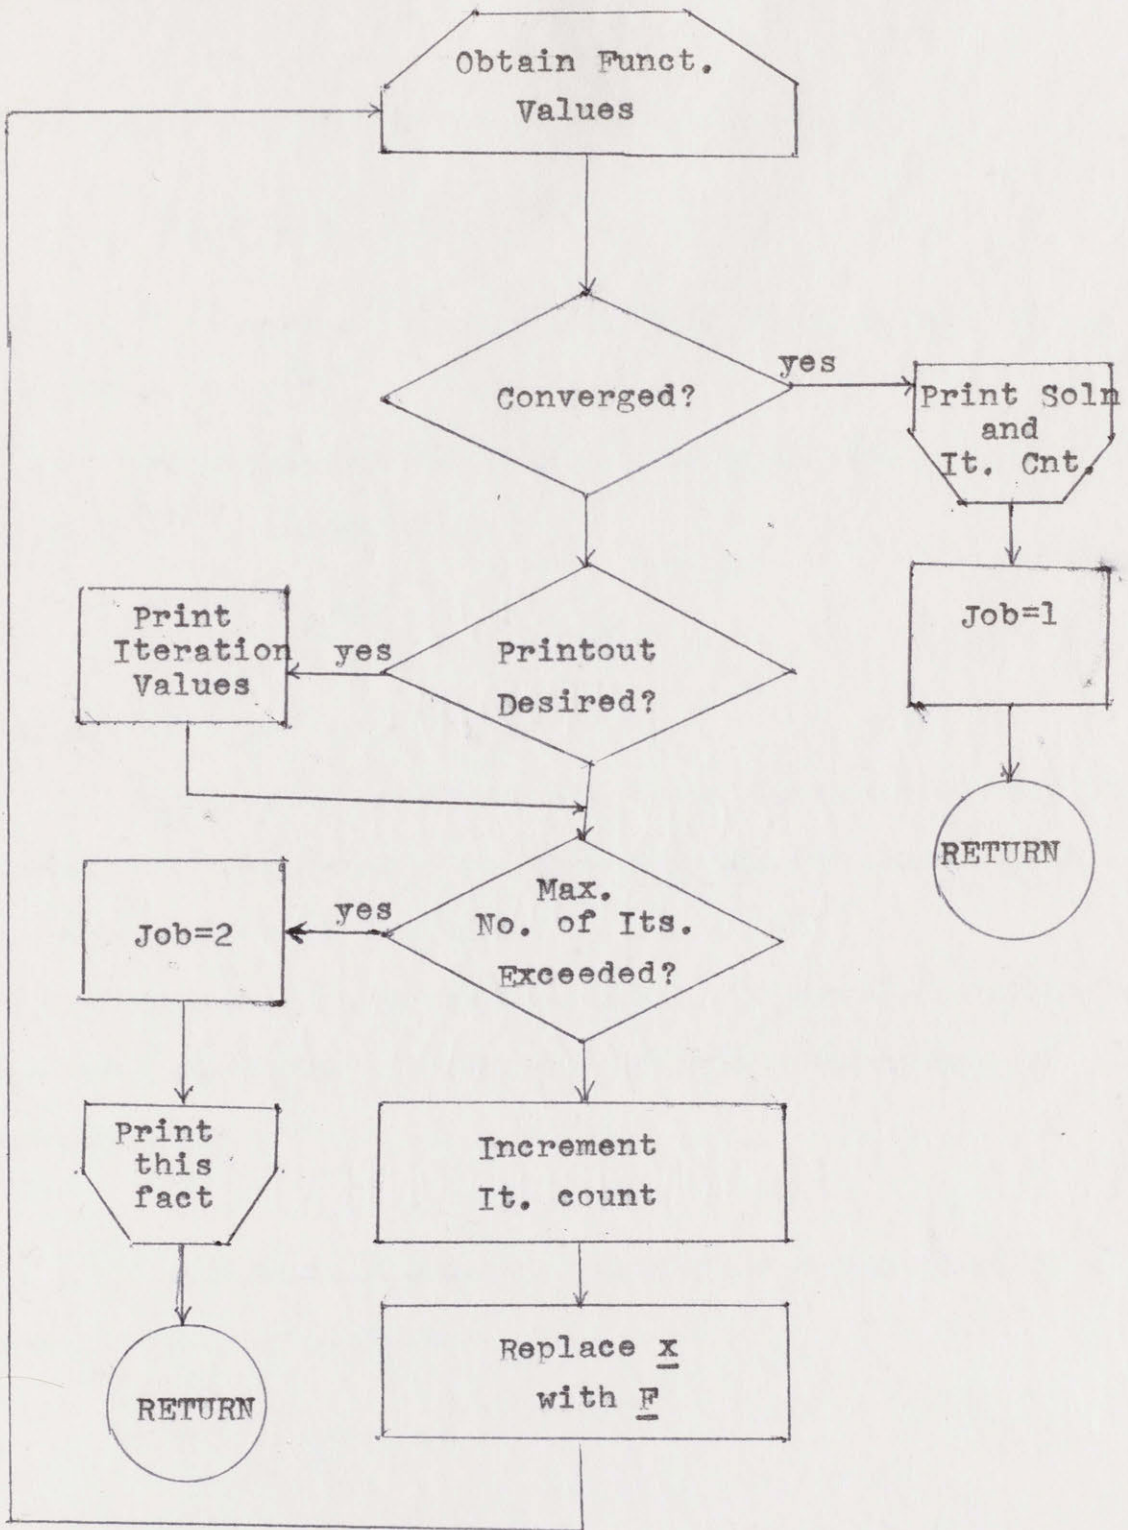 Obtain Funct.
Values
Converged?
yes
Print Soln
and
It. Cnt.
Job=1
RETURN
Printout
Desired?
yes
Print
Iteration
Values
Max.
No. of Its.
Exceeded?
yes
Job=2
Print
this
fact
RETURN
Increment
It. count
Replace x
with F